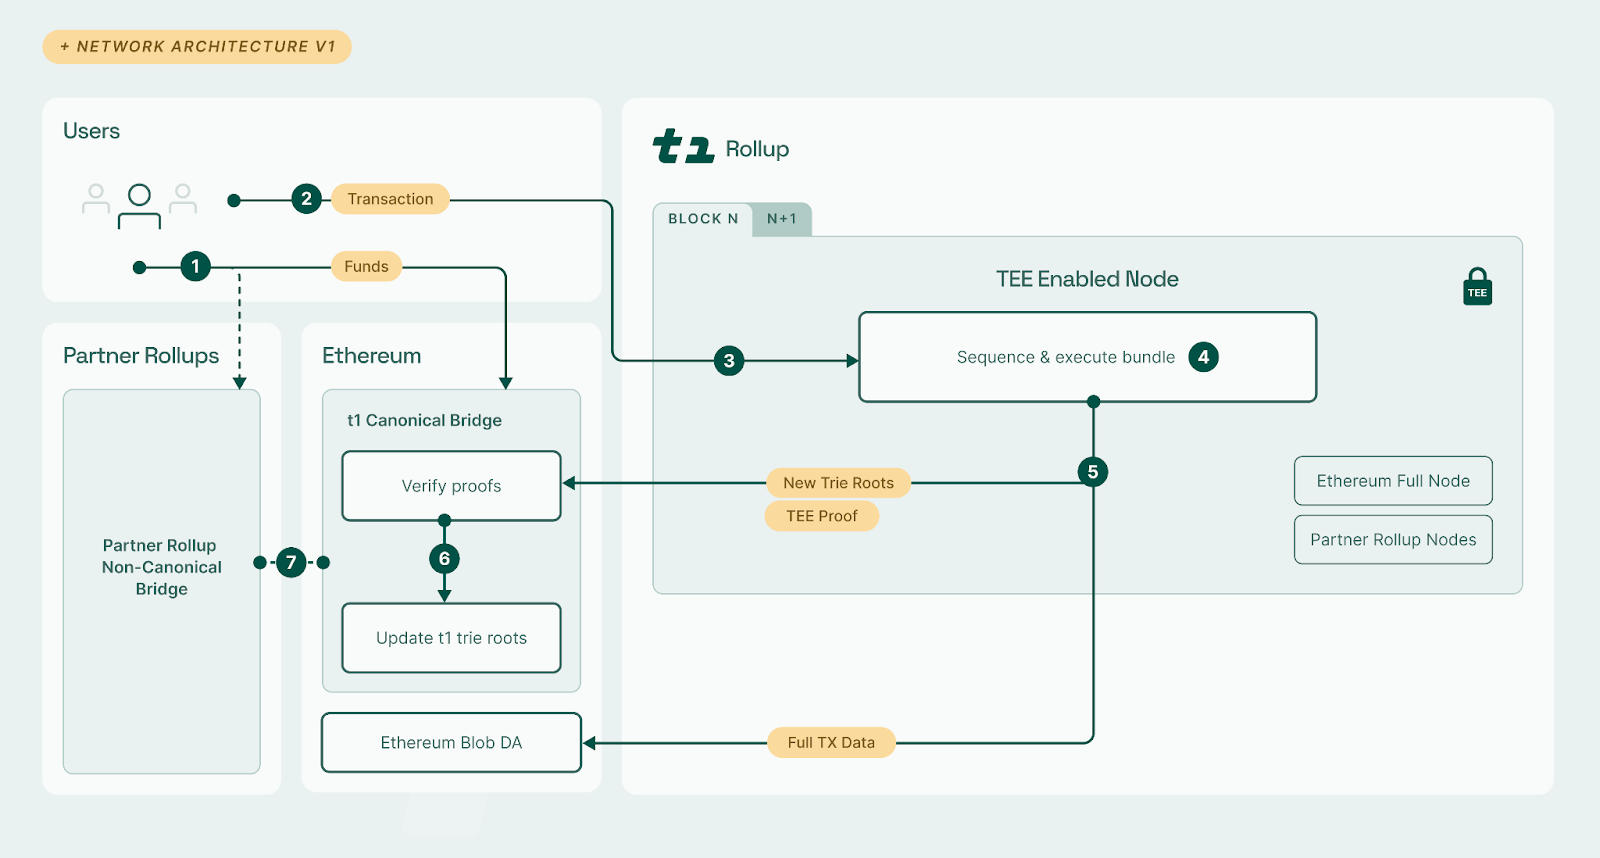 + NETWORK ARCHITECTURE V1
Users
2 Transaction
1 Funds
Partner Rollups
Partner Rollup
Non-Canonical
Bridge
7
Ethereum
t1 Canonical Bridge
Verify proofs
6
Update t1 trie roots
Ethereum Blob DA
t1 Rollup
BLOCK N N+1
TEE Enabled Node
TEE
3
Sequence & execute bundle 4
5
New Trie Roots
TEE Proof
Ethereum Full Node
Partner Rollup Nodes
Full TX Data